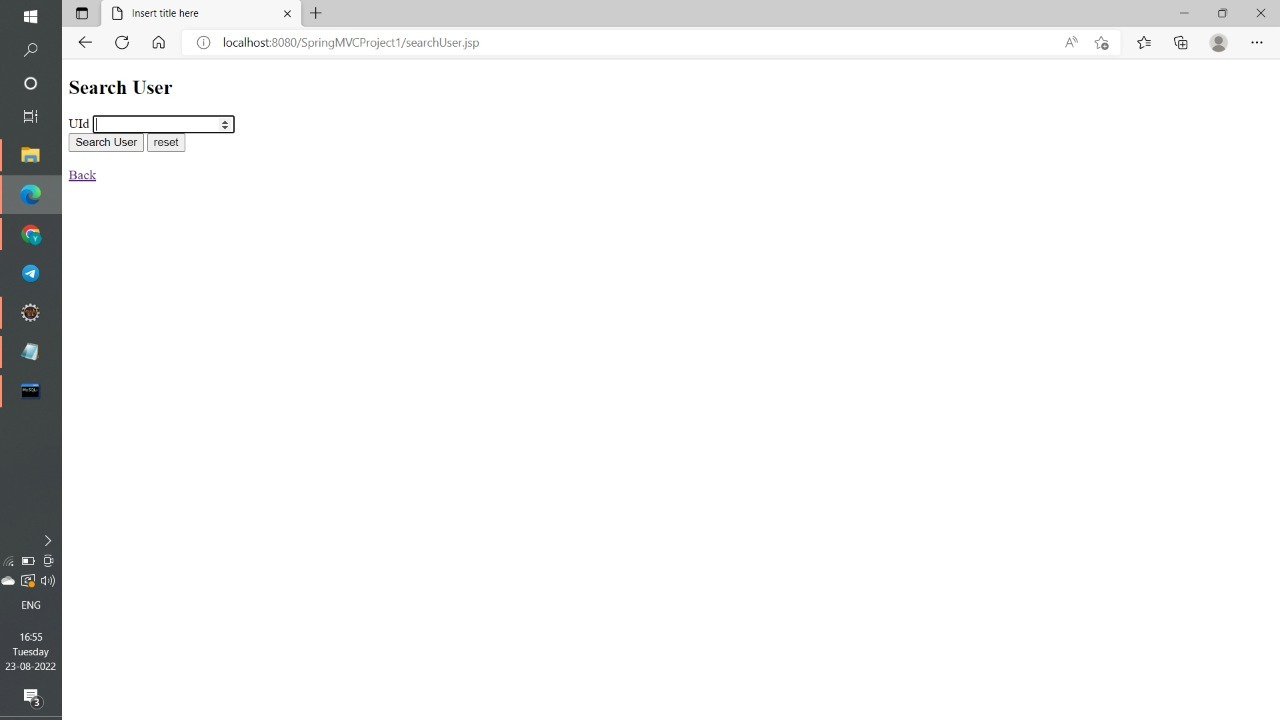 Insert title here
localhost:8080/SpringMVCProject1/searchUser.jsp
Search User
UId
Search User reset
Back
ENG
16:55
Tuesday
23-08-2022
3